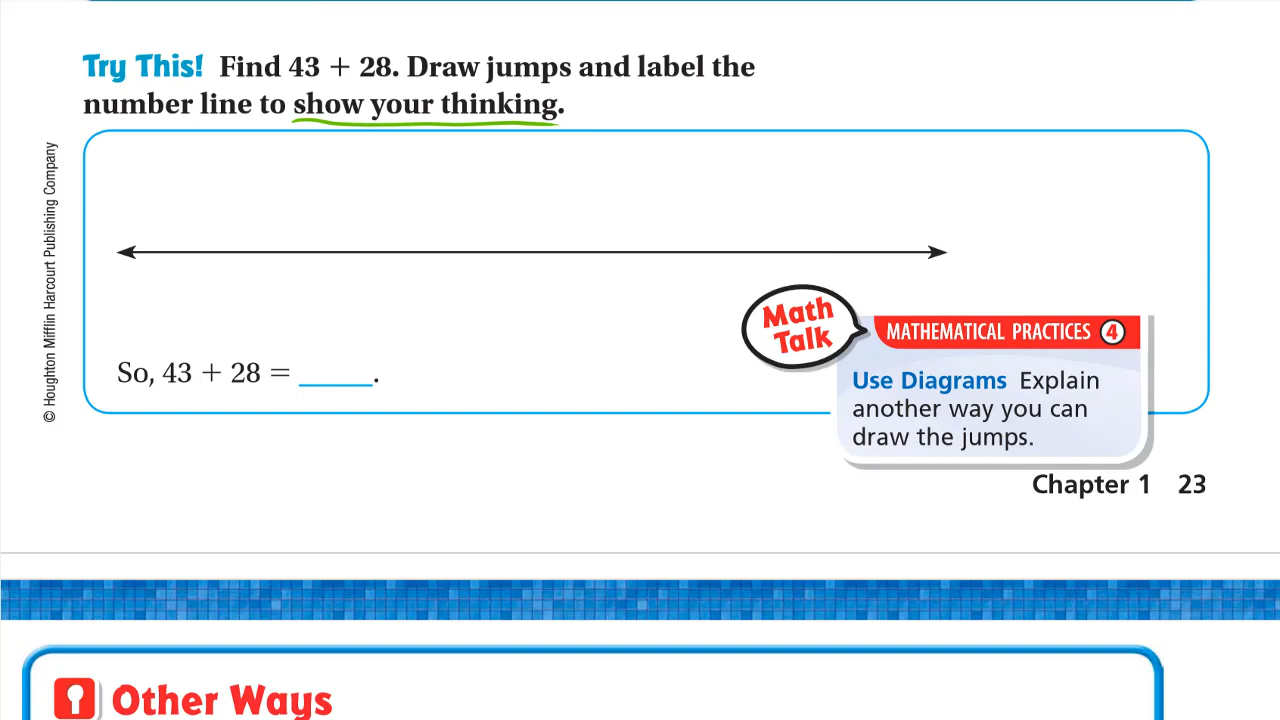 Try This! Find 43 + 28. Draw jumps and label the
number line to show your thinking.
© Houghton Mifflin Harcourt Publishing Company
Math
Talk
MATHEMATICAL PRACTICES 4
So, 43 + 28 = _____.
Use Diagrams Explain
another way you can
draw the jumps.
Chapter 1 23
Other Ways